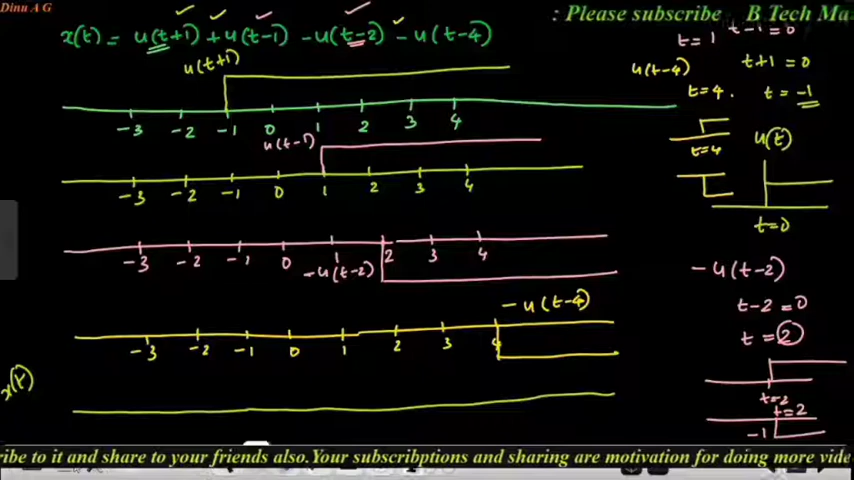 Dinu A G
: Please subscribe B Tech Ma
x(t) = u(t+1) + u(t-1) - u(t-2) - u(t-4)
t=1 t-1=0
u(t+1)
u(t-4) t+1=0
t=4. t=-1
-3 -2 -1 0 1 2 3 4
t=4 u(t)
u(t-1)
-3 -2 -1 0 1 2 3 4
t=0
-3 -2 -1 0 1 2 3 4
-u(t-2)
-u(t-2)
t-2=0
-u(t-4)
t=2
-3 -2 -1 0 1 2 3 4
x(t)
t=2
t=2
-1
ribe to it and share to your friends also.Your subscribptions and sharing are motivation for doing more vide